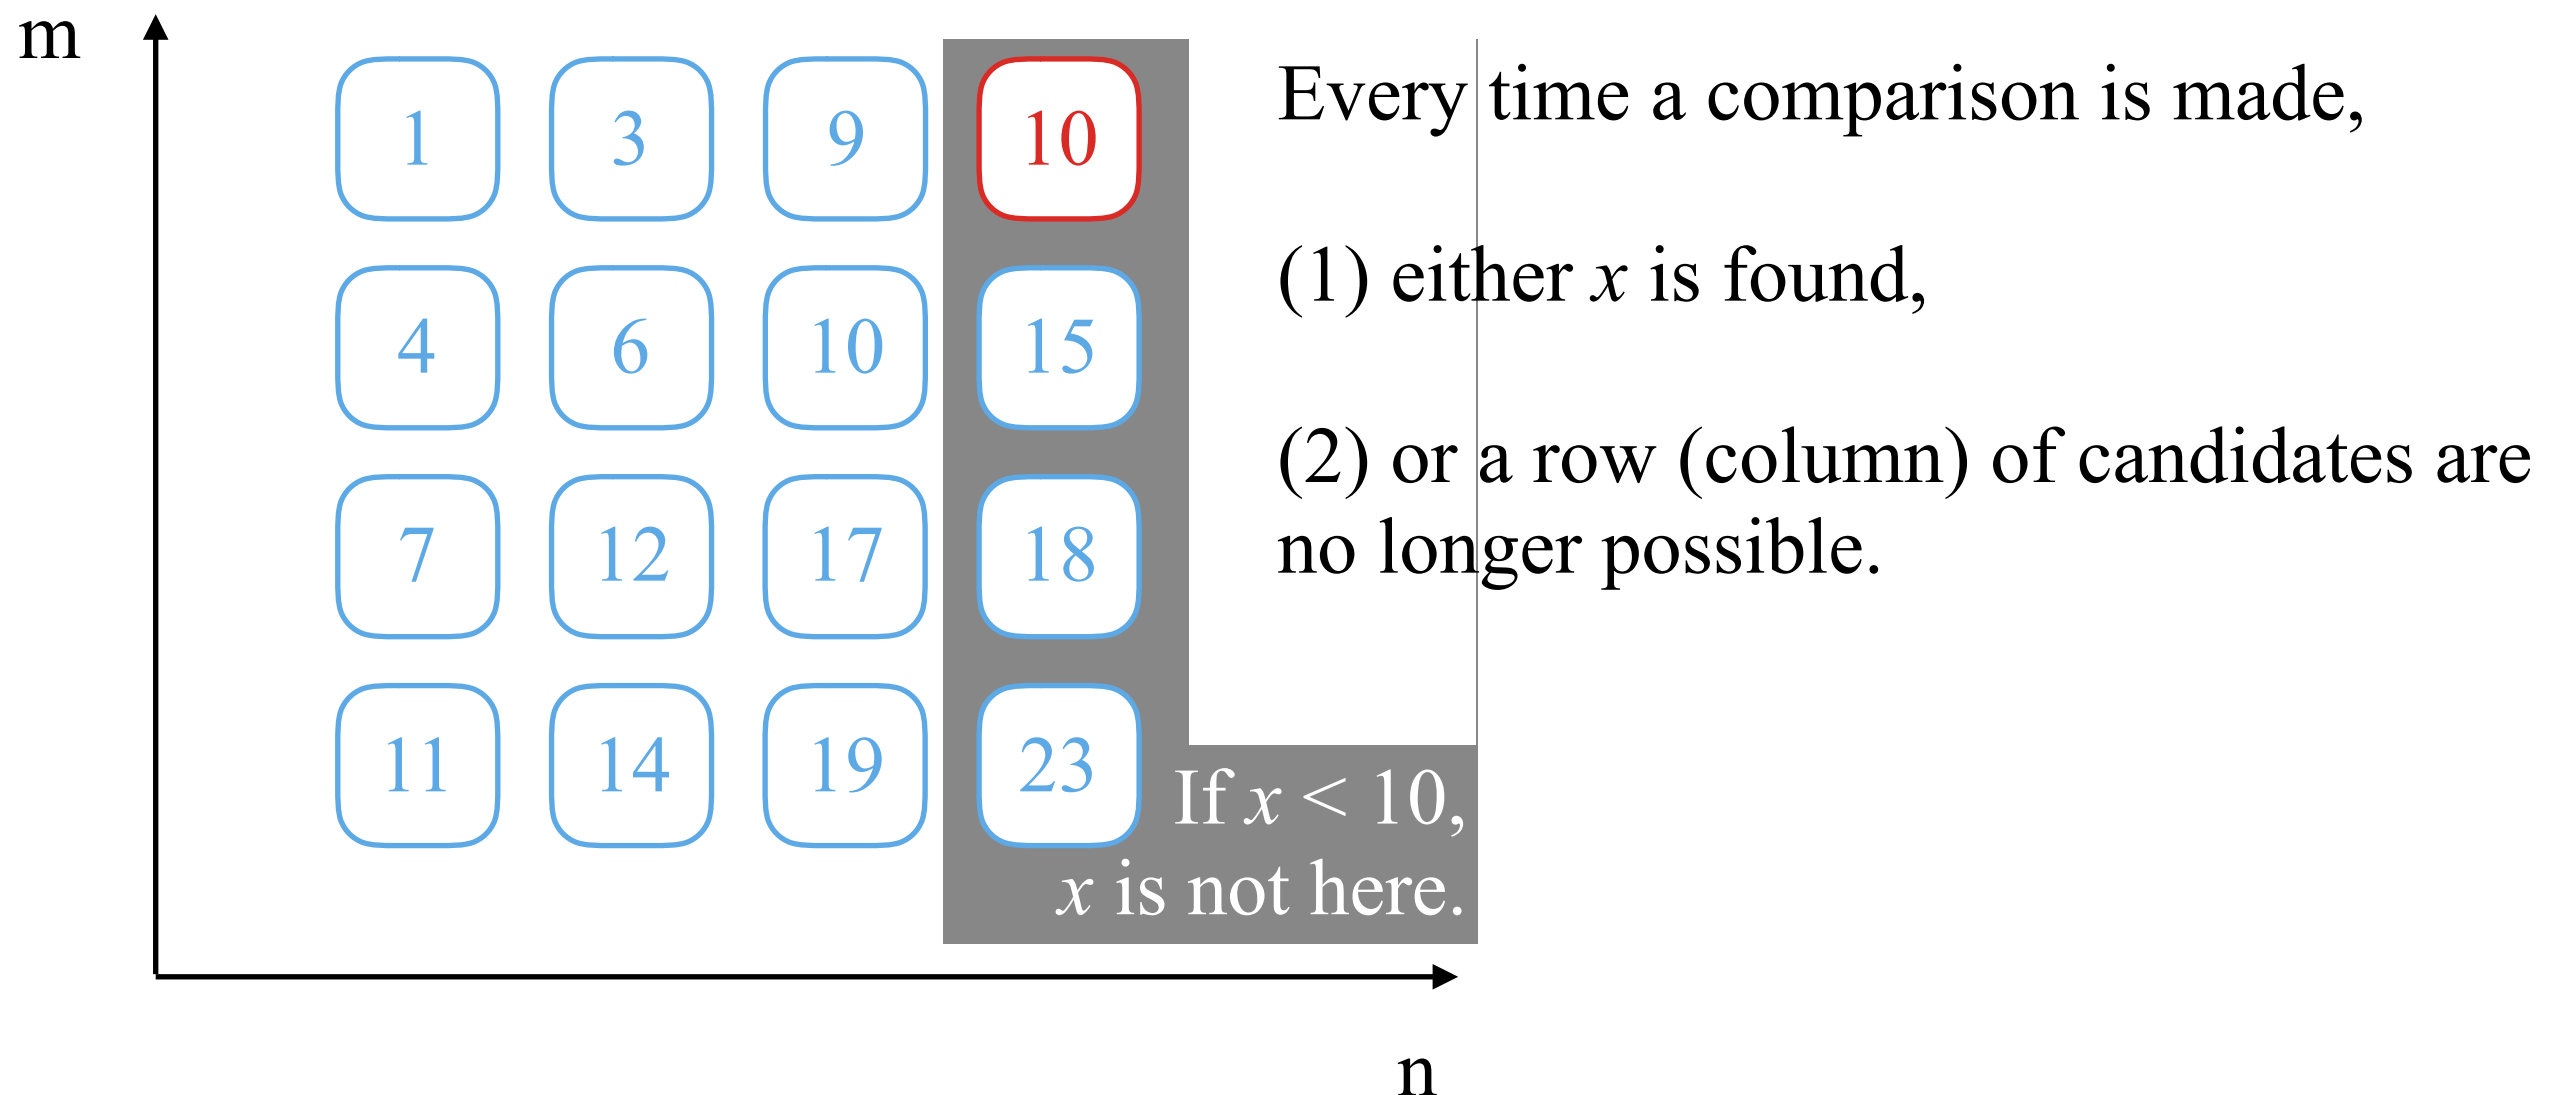 m
1 3 9 10
4 6 10 15
7 12 17 18
11 14 19 23
Every time a comparison is made,
(1) either x is found,
(2) or a row (column) of candidates are
no longer possible.
If x < 10,
x is not here.
n